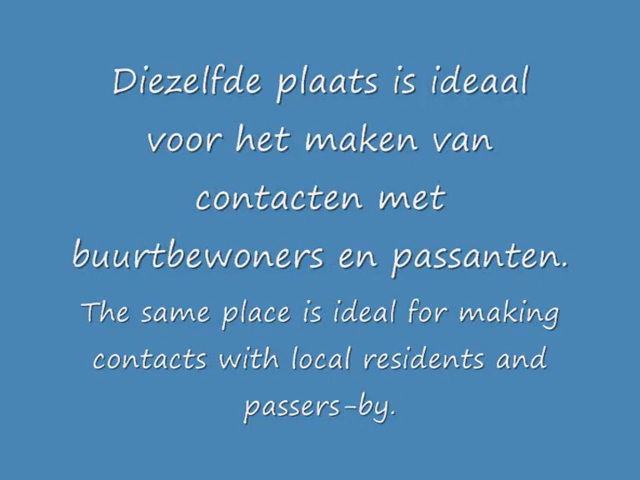 Diezelfde plaats is ideaal
voor het maken van
contacten met
buurtbewoners en passanten.
The same place is ideal for making
contacts with local residents and
passers-by.